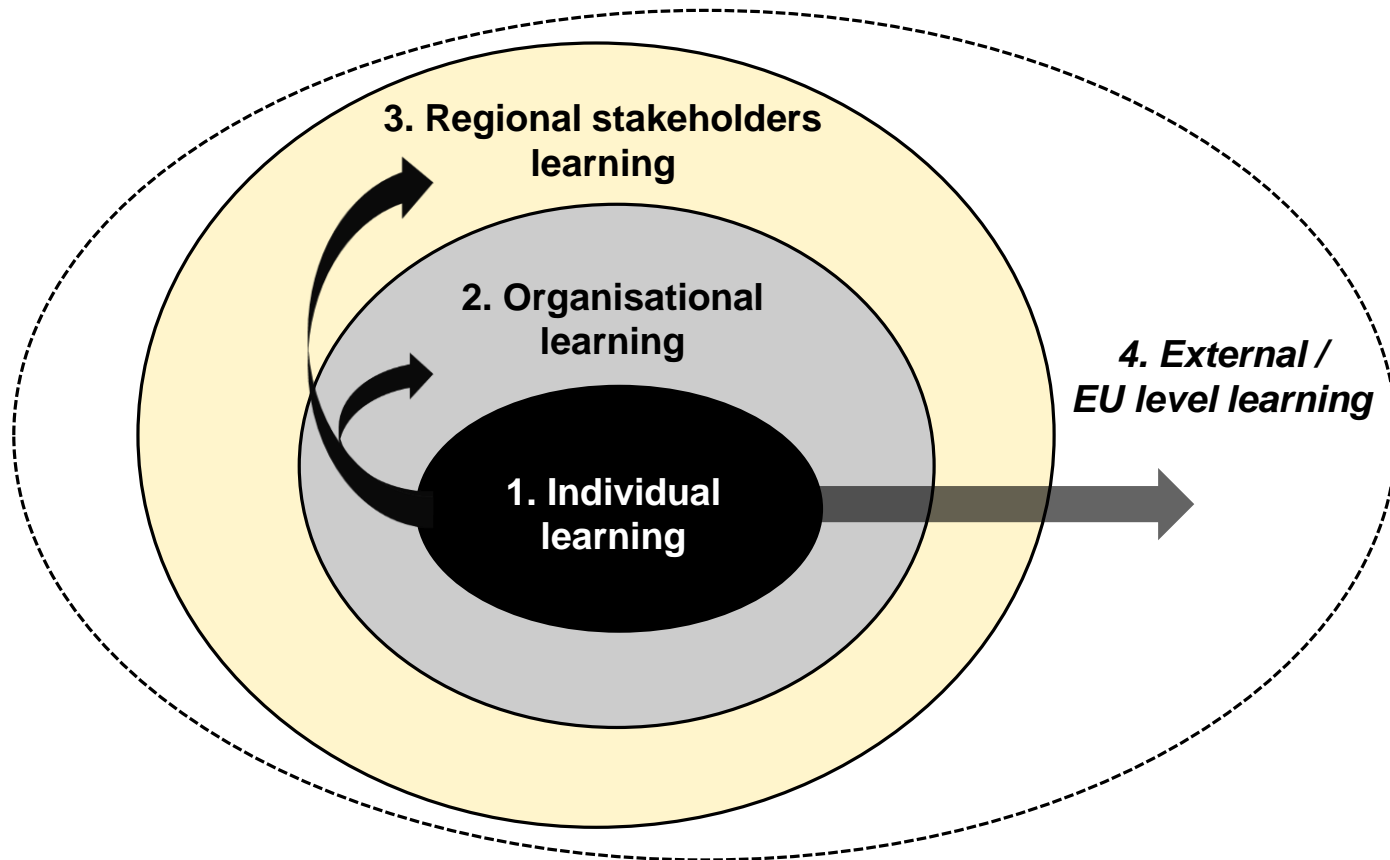 3. Regional stakeholders
learning
2. Organisational
learning
4. External /
EU level learning
1. Individual
learning